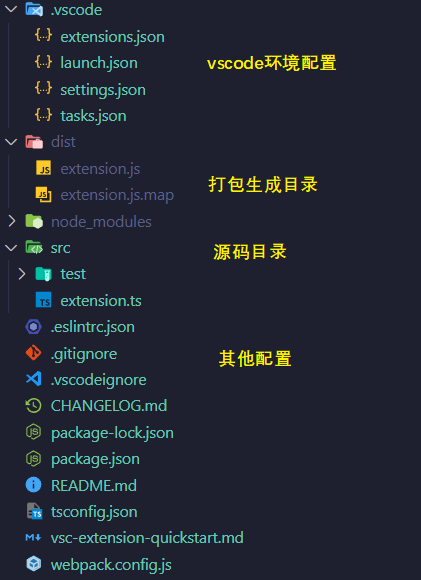 .vscode
extensions.json
launch.json
vscode环境配置
settings.json
tasks.json
dist
extension.js
打包生成目录
extension.js.map
node_modules
src
源码目录
test
extension.ts
.eslintrc.json
.gitignore
其他配置
.vscodeignore
CHANGELOG.md
package-lock.json
package.json
README.md
tsconfig.json
vsc-extension-quickstart.md
webpack.config.js